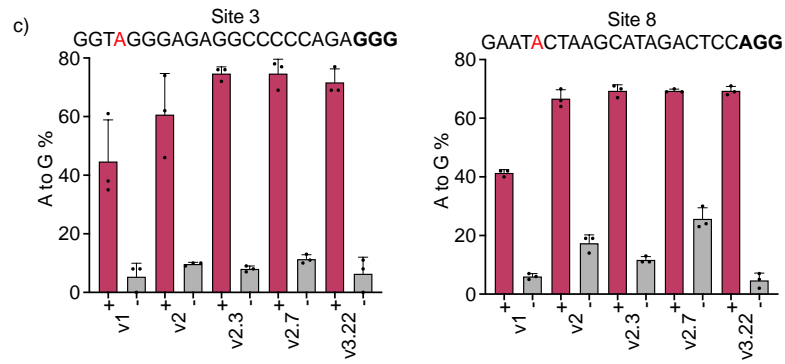 c)
Site 3
GGTAGGGAGAGGCCCCCAGAGGG
A to G %
80
60
40
20
0
+ - + - + - + - + -
v1 v2 v2.3 v2.7 v3.22
Site 8
GAATACTAAGCATAGACTCCAGG
A to G %
80
60
40
20
0
+ - + - + - + - + -
v1 v2 v2.3 v2.7 v3.22